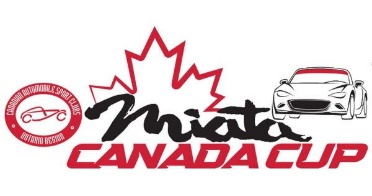 CANADIAN AUTOMOBILE SPORT CLUBS
ONTARIO REGION
Miata
CANADA CUP